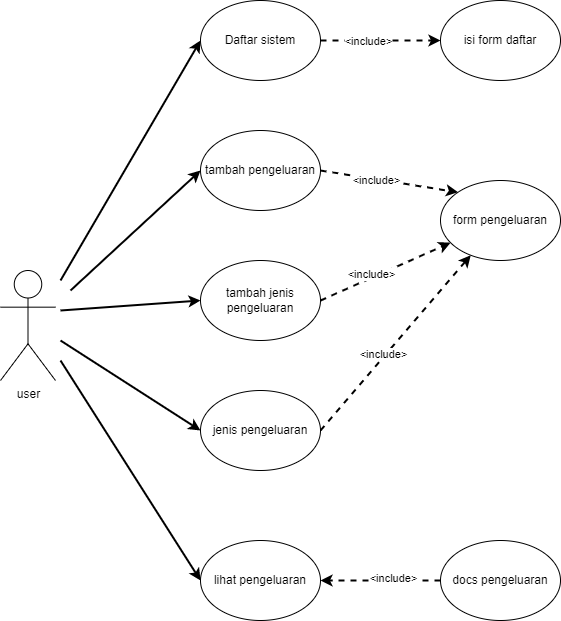 Daftar sistem
<include>
isi form daftar
tambah pengeluaran
<include>
form pengeluaran
tambah jenis
pengeluaran
<include>
<include>
user
jenis pengeluaran
lihat pengeluaran
<include>
docs pengeluaran